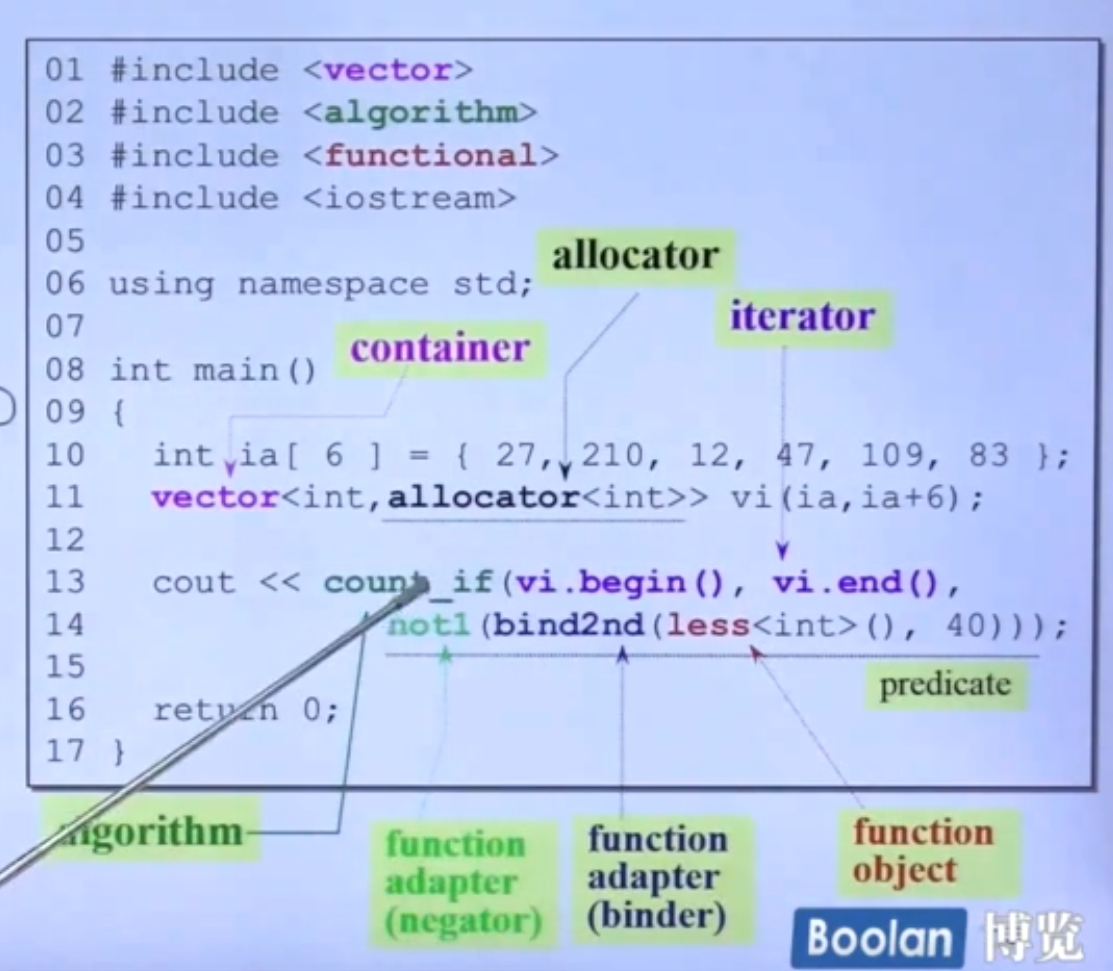 01 #include <vector>
02 #include <algorithm>
03 #include <functional>
04 #include <iostream>
05
allocator
06 using namespace std;
iterator
07
container
08 int main()
09 {
10 int ia[ 6 ] = { 27, 210, 12, 47, 109, 83 };
11 vector<int,allocator<int>> vi(ia,ia+6);
12
13 cout << count_if(vi.begin(), vi.end(),
14 not1(bind2nd(less<int>(), 40)));
15
predicate
16 return 0;
17 }
algorithm
function
adapter
(negator)
function
adapter
(binder)
function
object
Boolan 博览